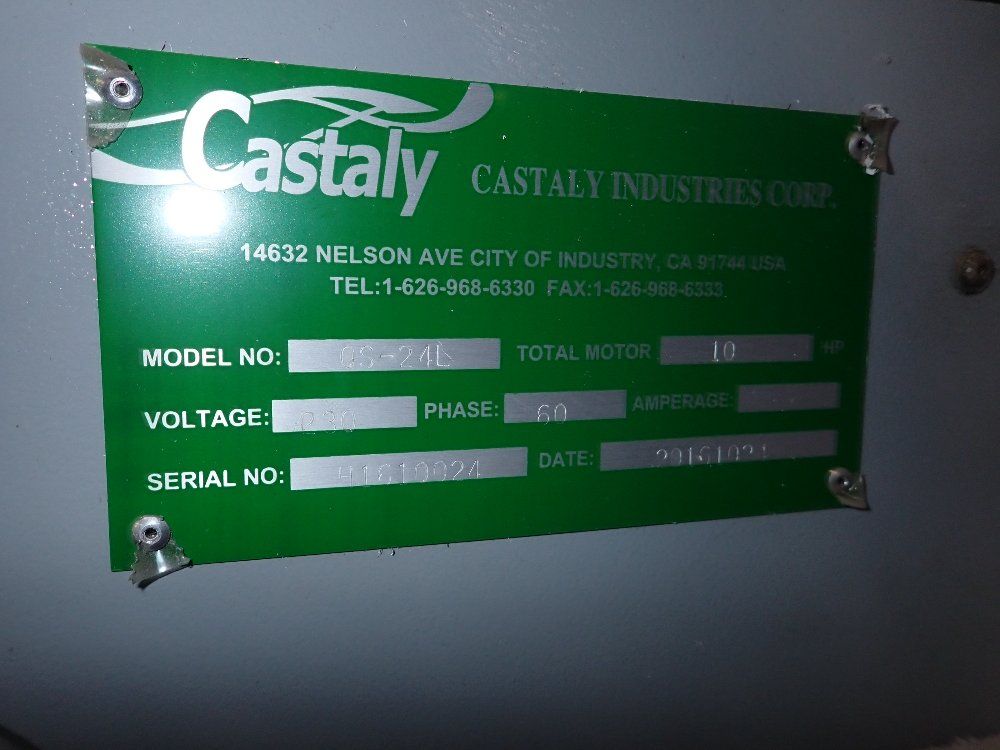 Castaly CASTALY INDUSTRIES CORP.
14632 NELSON AVE CITY OF INDUSTRY, CA 91744 USA
TEL:1-626-968-6330 FAX:1-626-968-6333
MODEL NO: TOTAL MOTOR 10 HP
VOLTAGE: 230 PHASE: 60 AMPERAGE:
SERIAL NO: DATE: